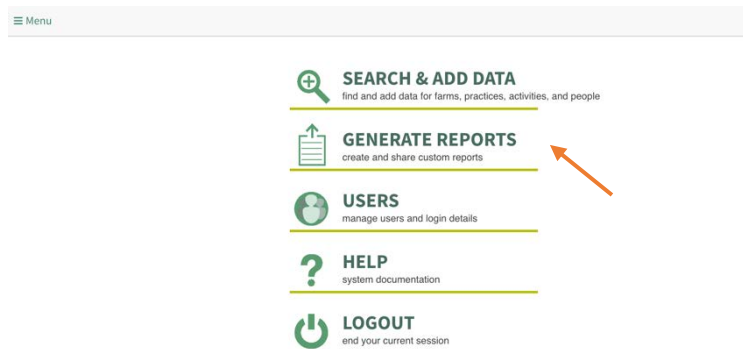 Menu
SEARCH & ADD DATA
find and add data for farms, practices, activities, and people
GENERATE REPORTS
create and share custom reports
USERS
manage users and login details
HELP
system documentation
LOGOUT
end your current session